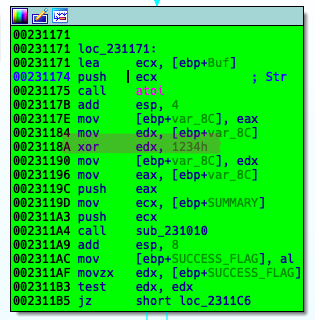 00231171
00231171 loc_231171:
00231171 lea ecx, [ebp+Buf]
00231174 push ecx ; Str
00231175 call atoi
0023117B add esp, 4
0023117E mov [ebp+var_8C], eax
00231184 mov edx, [ebp+var_8C]
0023118A xor edx, 1234h
00231190 mov [ebp+var_8C], edx
00231196 mov eax, [ebp+var_8C]
0023119C push eax
0023119D mov ecx, [ebp+SUMMARY]
002311A3 push ecx
002311A4 call sub_231010
002311A9 add esp, 8
002311AC mov [ebp+SUCCESS_FLAG], al
002311AF movzx edx, [ebp+SUCCESS_FLAG]
002311B3 test edx, edx
002311B5 jz short loc_2311C6